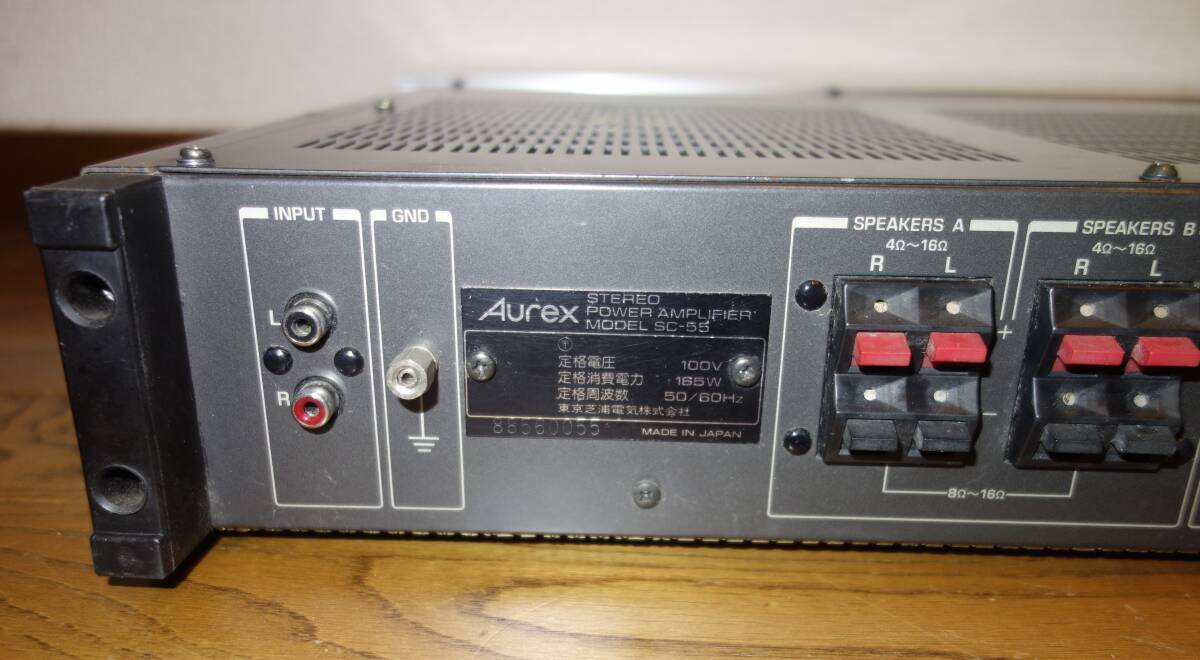 INPUT
L
R
GND
Aurex
STEREO
POWER AMPLIFIER
MODEL SC-55
〒
定格電圧 100V
定格消費電力 165W
定格周波数 50/60Hz
東京芝浦電気株式会社
88560055
MADE IN JAPAN
SPEAKERS A
4Ω～16Ω
R L
+
−
SPEAKERS B
4Ω～16Ω
R L
8Ω～16Ω